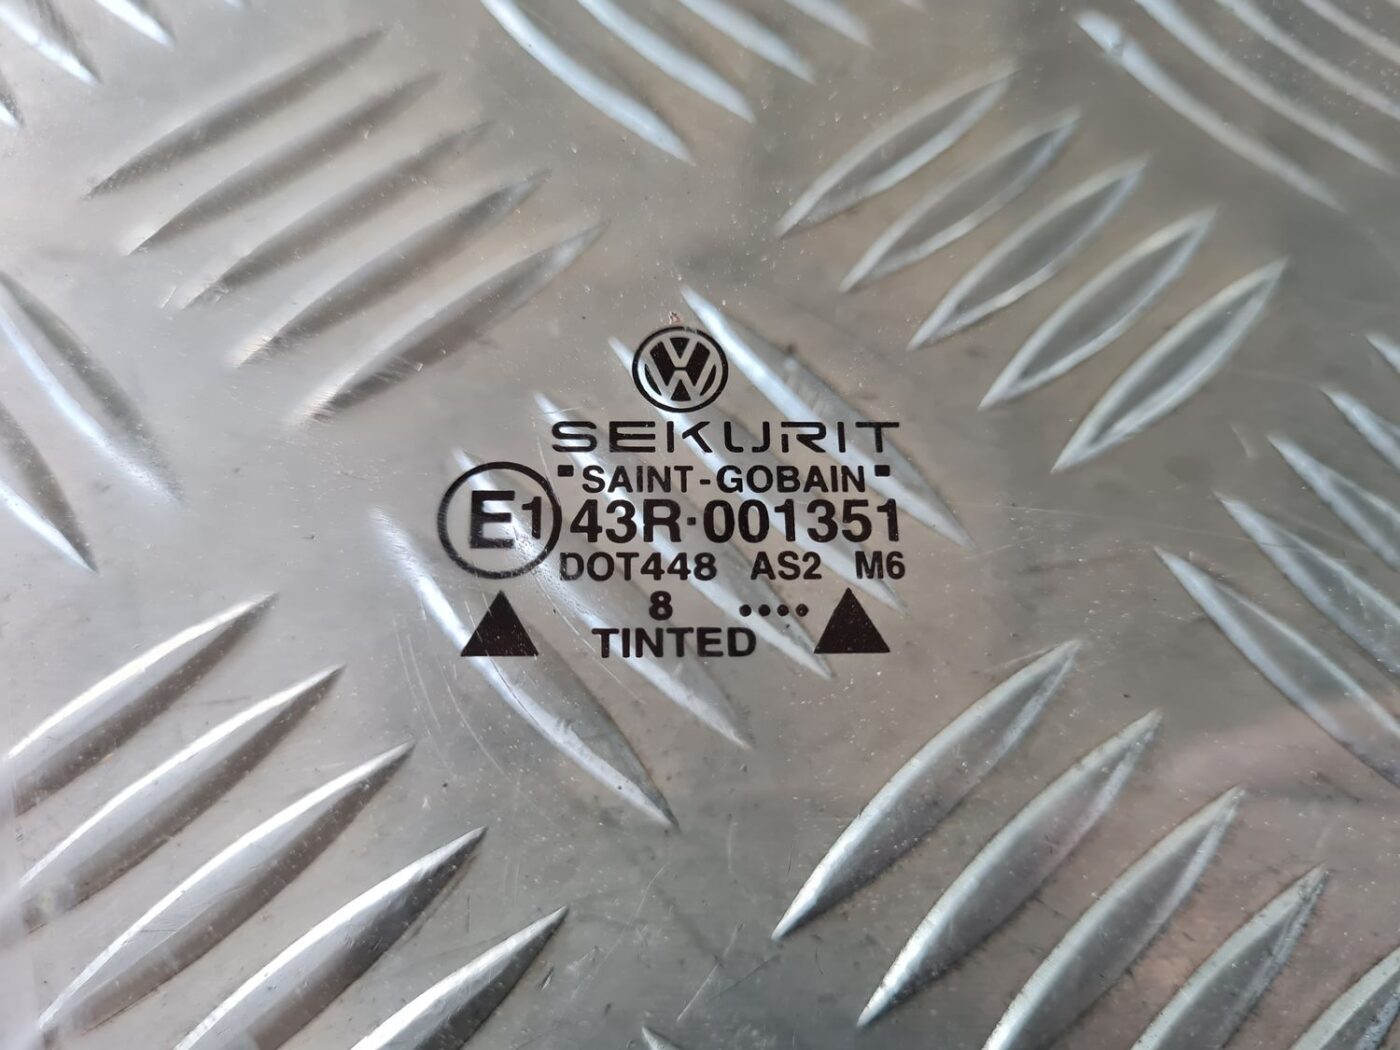 SEKURIT
"SAINT-GOBAIN"
E1 43R·001351
DOT448 AS2 M6
8 ....
TINTED